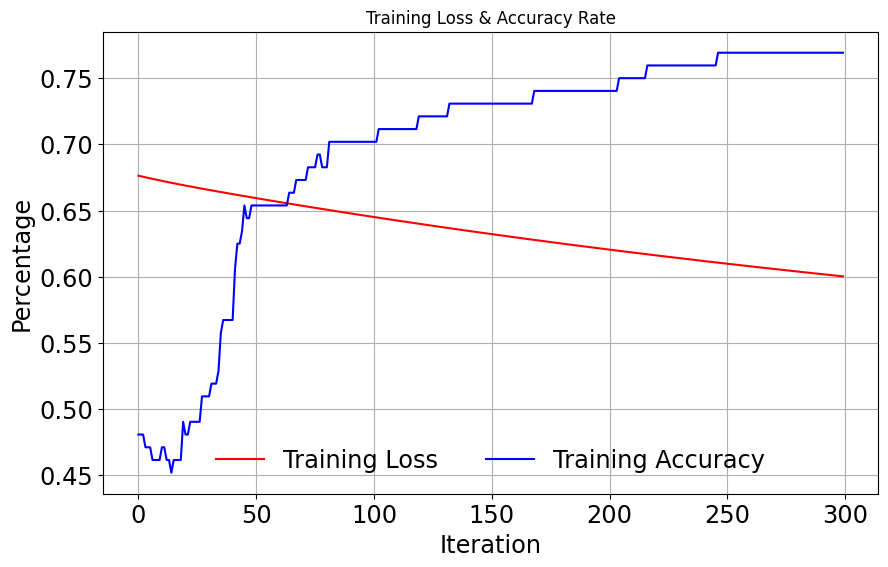 Training Loss & Accuracy Rate
Percentage
0.75
0.70
0.65
0.60
0.55
0.50
0.45
Training Loss
Training Accuracy
0 50 100 150 200 250 300
Iteration